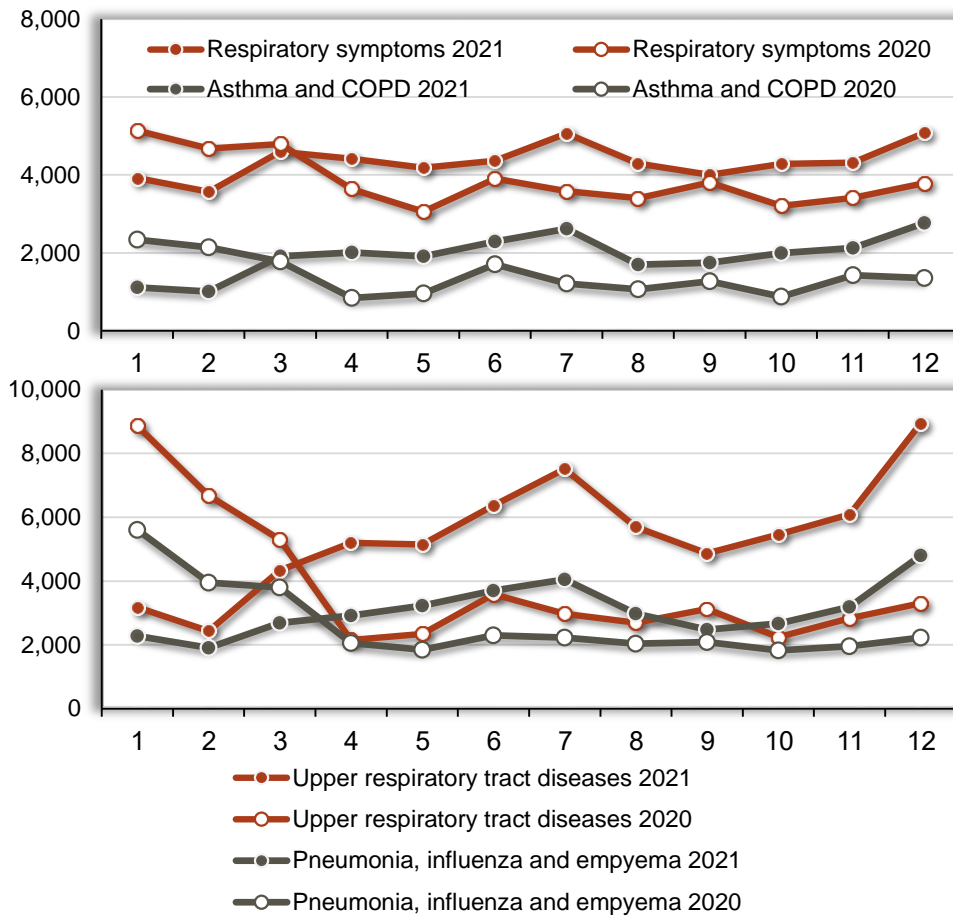 8,000
Respiratory symptoms 2021 Respiratory symptoms 2020
Asthma and COPD 2021 Asthma and COPD 2020
6,000
4,000
2,000
0
1 2 3 4 5 6 7 8 9 10 11 12
10,000
8,000
6,000
4,000
2,000
0
1 2 3 4 5 6 7 8 9 10 11 12
Upper respiratory tract diseases 2021
Upper respiratory tract diseases 2020
Pneumonia, influenza and empyema 2021
Pneumonia, influenza and empyema 2020